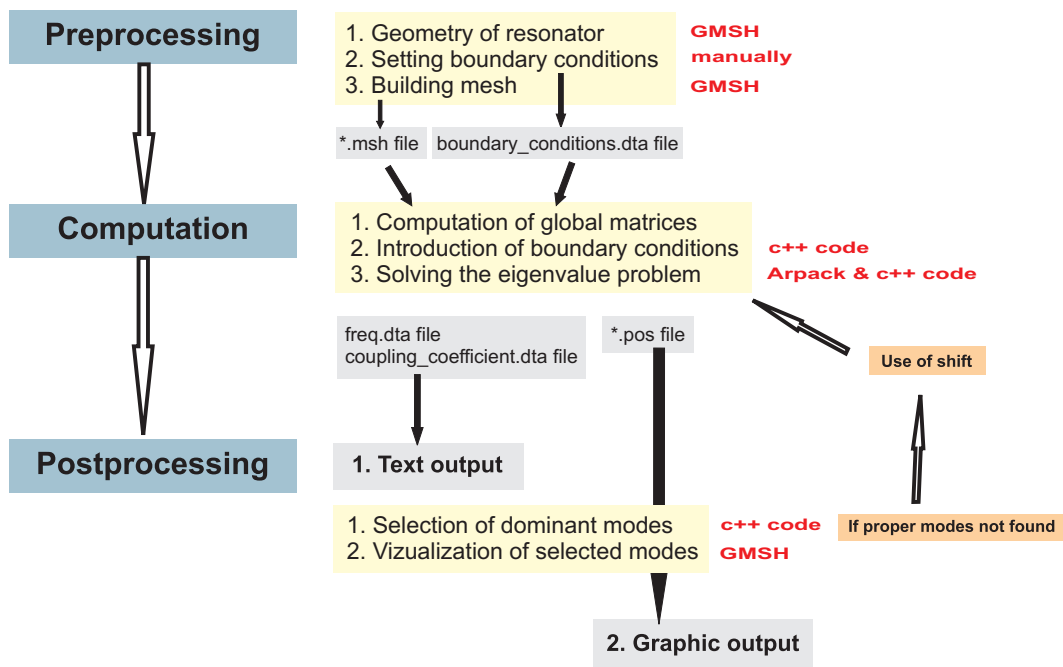 Preprocessing
1. Geometry of resonator
GMSH
2. Setting boundary conditions
manually
3. Building mesh
GMSH
*.msh file
boundary_conditions.dta file
Computation
1. Computation of global matrices
2. Introduction of boundary conditions
c++ code
3. Solving the eigenvalue problem
Arpack & c++ code
freq.dta file
coupling_coefficient.dta file
*.pos file
Use of shift
Postprocessing
1. Text output
1. Selection of dominant modes
c++ code
If proper modes not found
2. Vizualization of selected modes
GMSH
2. Graphic output